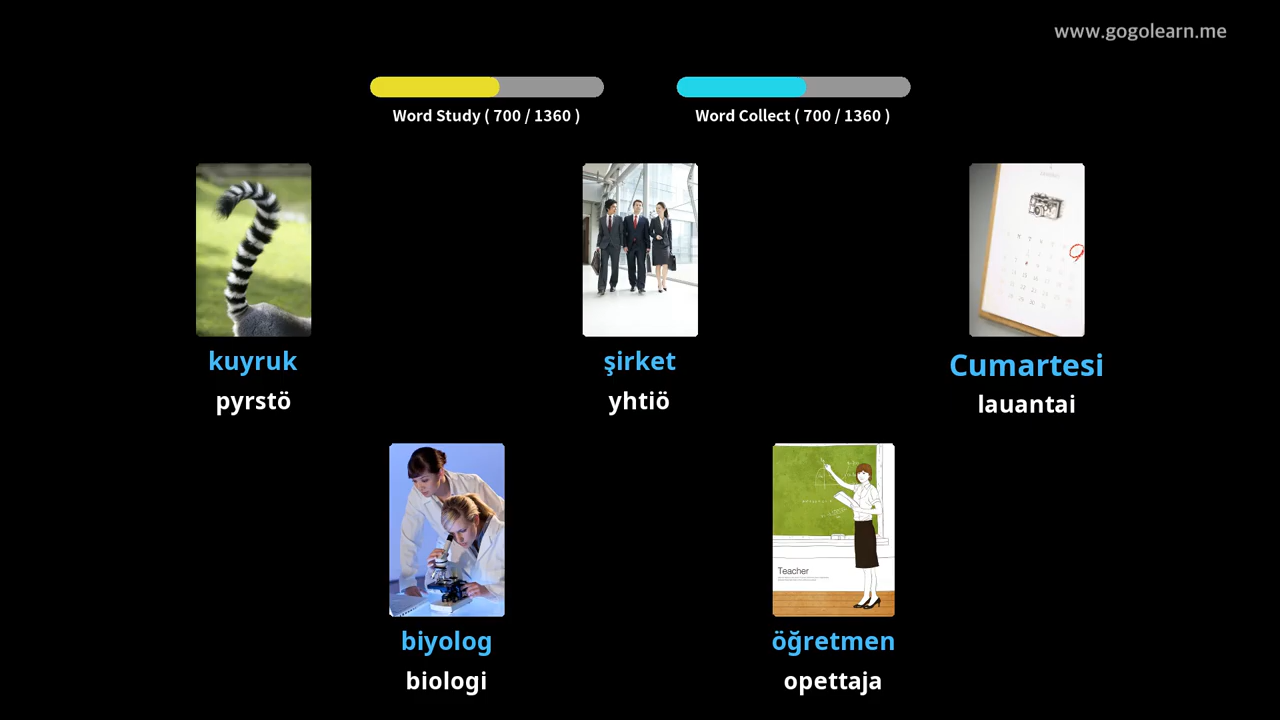 www.gogolearn.me
Word Study ( 700 / 1360 )
Word Collect ( 700 / 1360 )
kuyruk
pyrstö
şirket
yhtiö
Cumartesi
lauantai
Teacher
biyolog
biologi
öğretmen
opettaja